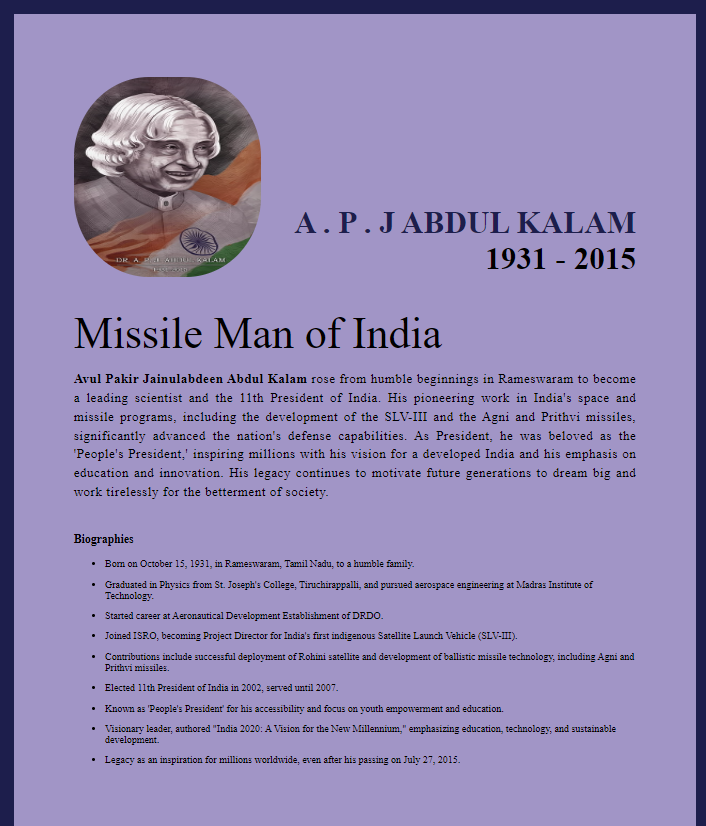 DR. A. P. J. ABDUL KALAM
A . P . J ABDUL KALAM
1931 - 2015
Missile Man of India
Avul Pakir Jainulabdeen Abdul Kalam rose from humble beginnings in Rameswaram to become
a leading scientist and the 11th President of India. His pioneering work in India's space and
missile programs, including the development of the SLV-III and the Agni and Prithvi missiles,
significantly advanced the nation's defense capabilities. As President, he was beloved as the
'People's President,' inspiring millions with his vision for a developed India and his emphasis on
education and innovation. His legacy continues to motivate future generations to dream big and
work tirelessly for the betterment of society.
Biographies
• Born on October 15, 1931, in Rameswaram, Tamil Nadu, to a humble family.
• Graduated in Physics from St. Joseph's College, Tiruchirappalli, and pursued aerospace engineering at Madras Institute of
Technology.
• Started career at Aeronautical Development Establishment of DRDO.
• Joined ISRO, becoming Project Director for India's first indigenous Satellite Launch Vehicle (SLV-III).
• Contributions include successful deployment of Rohini satellite and development of ballistic missile technology, including Agni and
Prithvi missiles.
• Elected 11th President of India in 2002, served until 2007.
• Known as 'People's President' for his accessibility and focus on youth empowerment and education.
• Visionary leader, authored "India 2020: A Vision for the New Millennium," emphasizing education, technology, and sustainable
development.
• Legacy as an inspiration for millions worldwide, even after his passing on July 27, 2015.